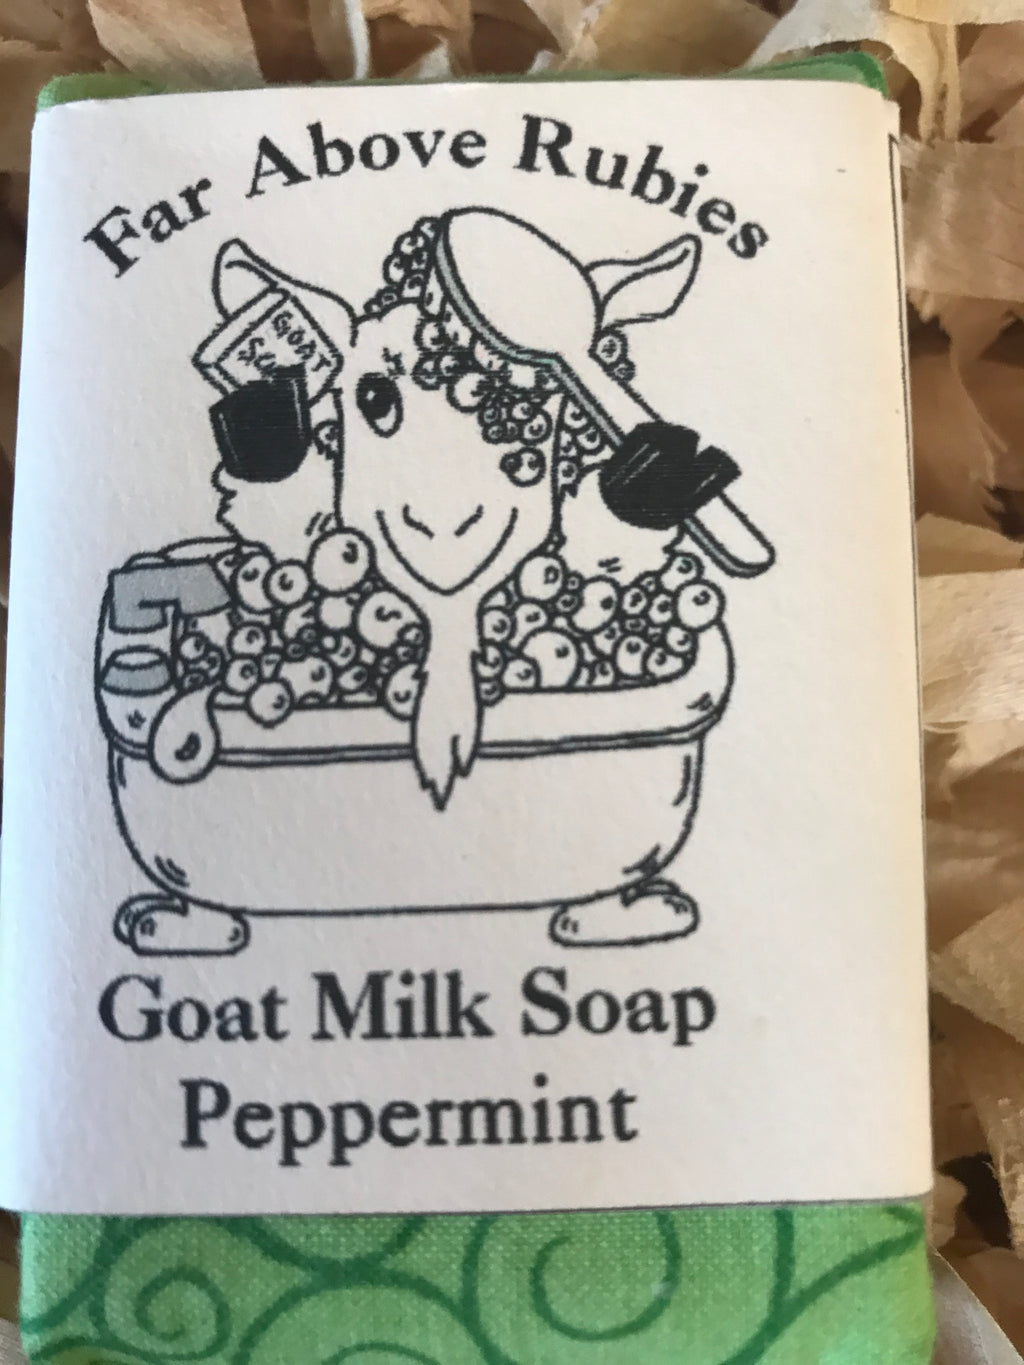 Far Above Rubies
GOAT
Goat Milk Soap
Peppermint